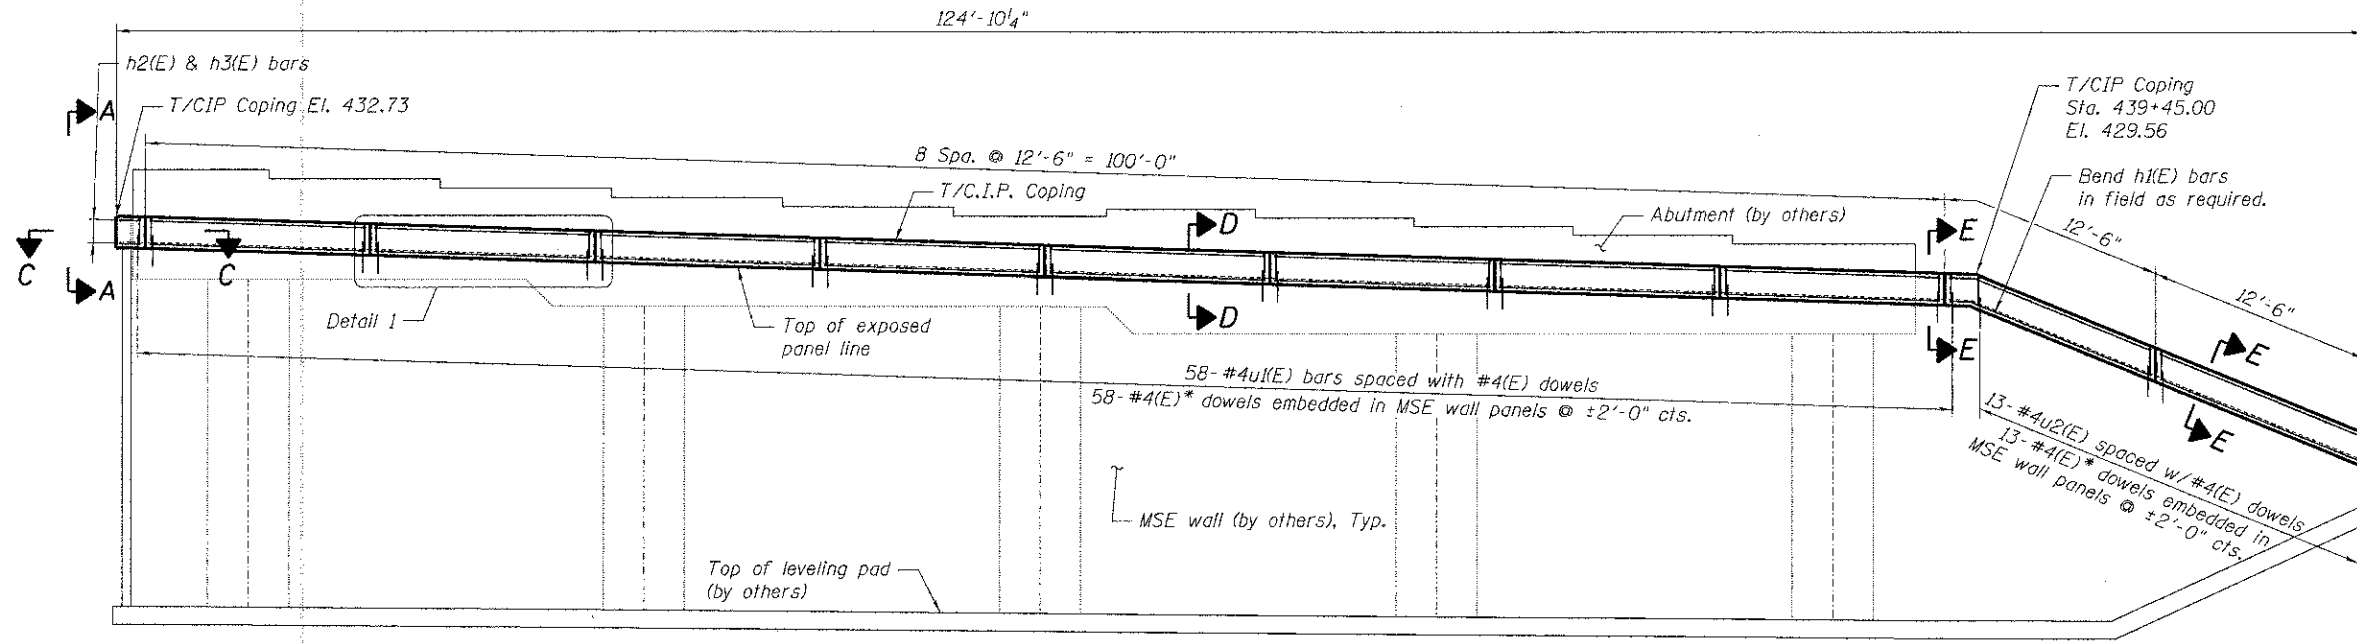 124'-10 1/4"
h2(E) & h3(E) bars
A
T/CIP Coping El. 432.73
T/CIP Coping
Sta. 439+45.00
El. 429.56
8 Spa. @ 12'-6" = 100'-0"
T/C.I.P. Coping
Bend h1(E) bars
in field as required.
D
Abutment (by others)
E
12'-6"
C
C
A
12'-6"
Detail 1
Top of exposed
panel line
D
E
E
58-#4u1(E) bars spaced with #4(E) dowels
58-#4(E)* dowels embedded in MSE wall panels @ ±2'-0" cts.
E
13-#4u2(E) spaced w/#4(E) dowels
13-#4(E)* dowels embedded in
MSE wall panels @ ±2'-0" cts.
MSE wall (by others), Typ.
Top of leveling pad
(by others)